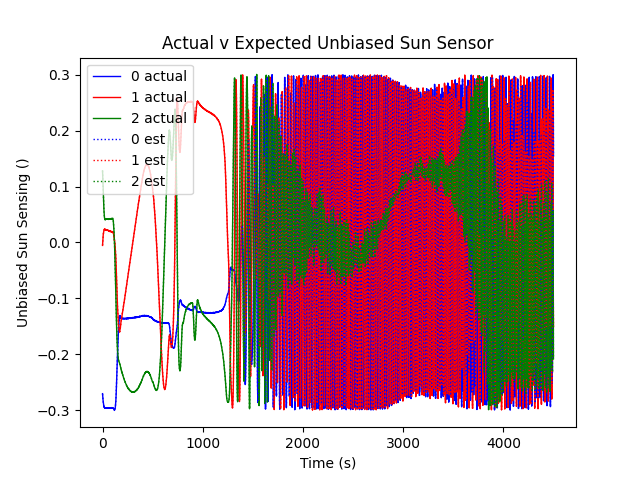 Actual v Expected Unbiased Sun Sensor
0.3
0.2
0.1
0.0
−0.1
−0.2
−0.3
Unbiased Sun Sensing ()
0 actual
1 actual
2 actual
0 est
1 est
2 est
0
1000
2000
3000
4000
Time (s)